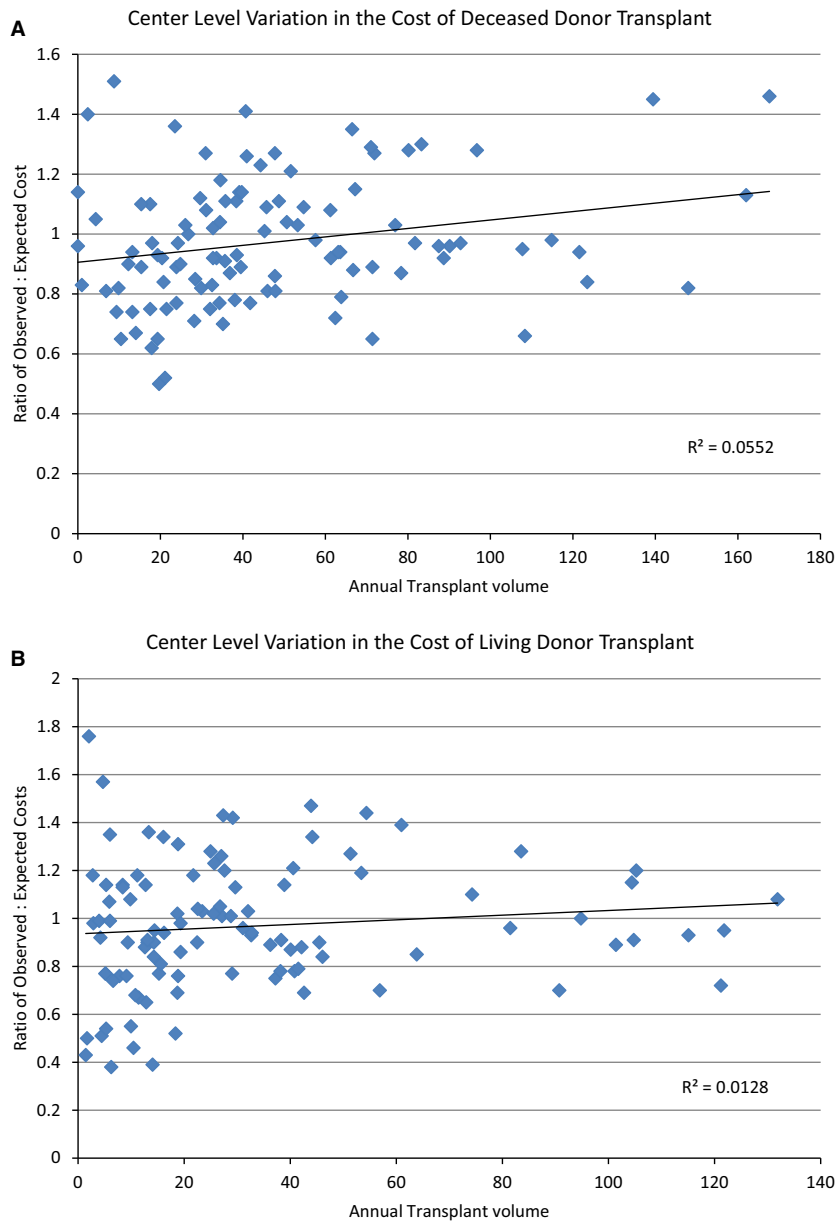 A
Center Level Variation in the Cost of Deceased Donor Transplant
Ratio of Observed : Expected Cost
1.6
1.4
1.2
1
0.8
0.6
0.4
0.2
0
R² = 0.0552
0 20 40 60 80 100 120 140 160 180
Annual Transplant volume
B
Center Level Variation in the Cost of Living Donor Transplant
Ratio of Observed : Expected Costs
2
1.8
1.6
1.4
1.2
1
0.8
0.6
0.4
0.2
0
R² = 0.0128
0 20 40 60 80 100 120 140
Annual Transplant volume